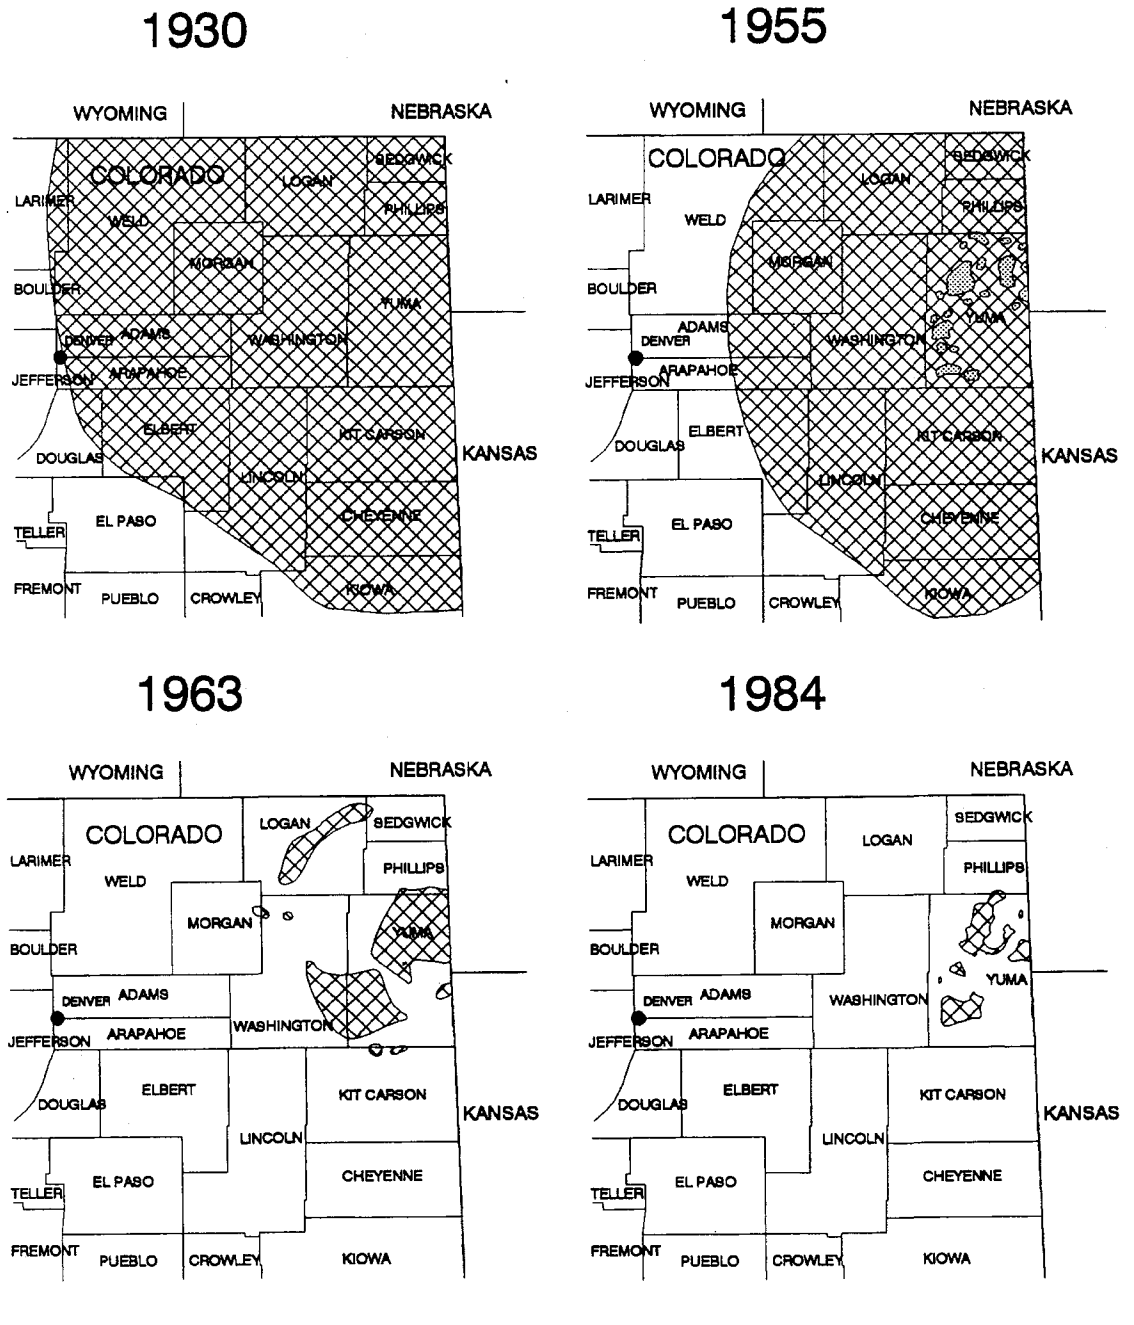 1930
WYOMING NEBRASKA
COLORADO SEDGWICK
LOGAN
LARIMER
PHILLIPS
WELD
MORGAN
BOULDER
YUMA
ADAMS
DENVER WASHINGTON
ARAPAHOE
JEFFERSON
ELBERT KIT CARSON
DOUGLAS KANSAS
LINCOLN
EL PASO CHEYENNE
TELLER
FREMONT KIOWA
PUEBLO CROWLEY
1955
WYOMING NEBRASKA
COLORADO SEDGWICK
LOGAN
LARIMER
PHILLIPS
WELD
MORGAN
BOULDER
YUMA
ADAMS
DENVER WASHINGTON
ARAPAHOE
JEFFERSON
ELBERT KIT CARSON
DOUGLAS KANSAS
LINCOLN
EL PASO CHEYENNE
TELLER
FREMONT KIOWA
PUEBLO CROWLEY
1963
WYOMING NEBRASKA
LOGAN SEDGWICK
COLORADO
LARIMER
PHILLIPS
WELD
MORGAN YUMA
BOULDER
DENVER ADAMS
WASHINGTON
JEFFERSON ARAPAHOE
ELBERT KIT CARSON
DOUGLAS KANSAS
LINCOLN
EL PASO CHEYENNE
TELLER
FREMONT
PUEBLO CROWLEY KIOWA
1984
WYOMING NEBRASKA
SEDGWICK
COLORADO LOGAN
LARIMER
PHILLIPS
WELD
MORGAN
BOULDER
YUMA
DENVER ADAMS WASHINGTON
JEFFERSON ARAPAHOE
ELBERT KIT CARSON
DOUGLAS KANSAS
LINCOLN
EL PASO CHEYENNE
TELLER
FREMONT
PUEBLO CROWLEY KIOWA